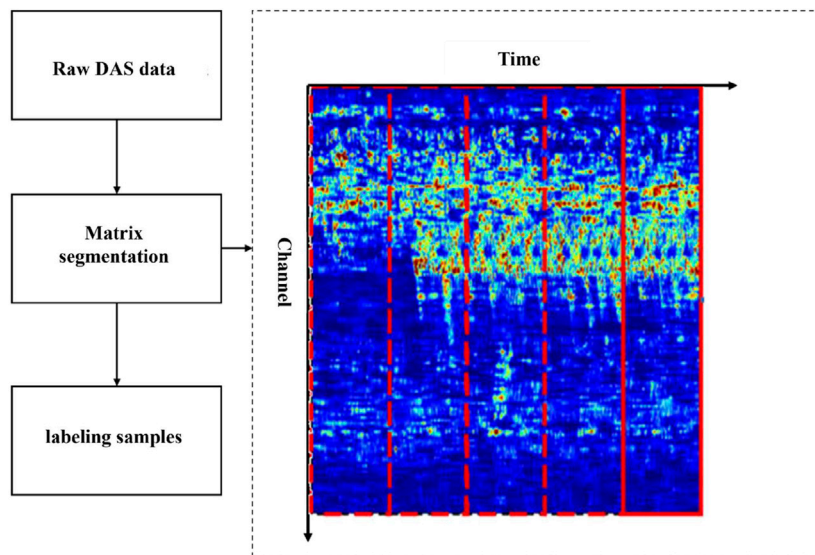 Raw DAS data
Matrix
segmentation
labeling samples
Time
Channel